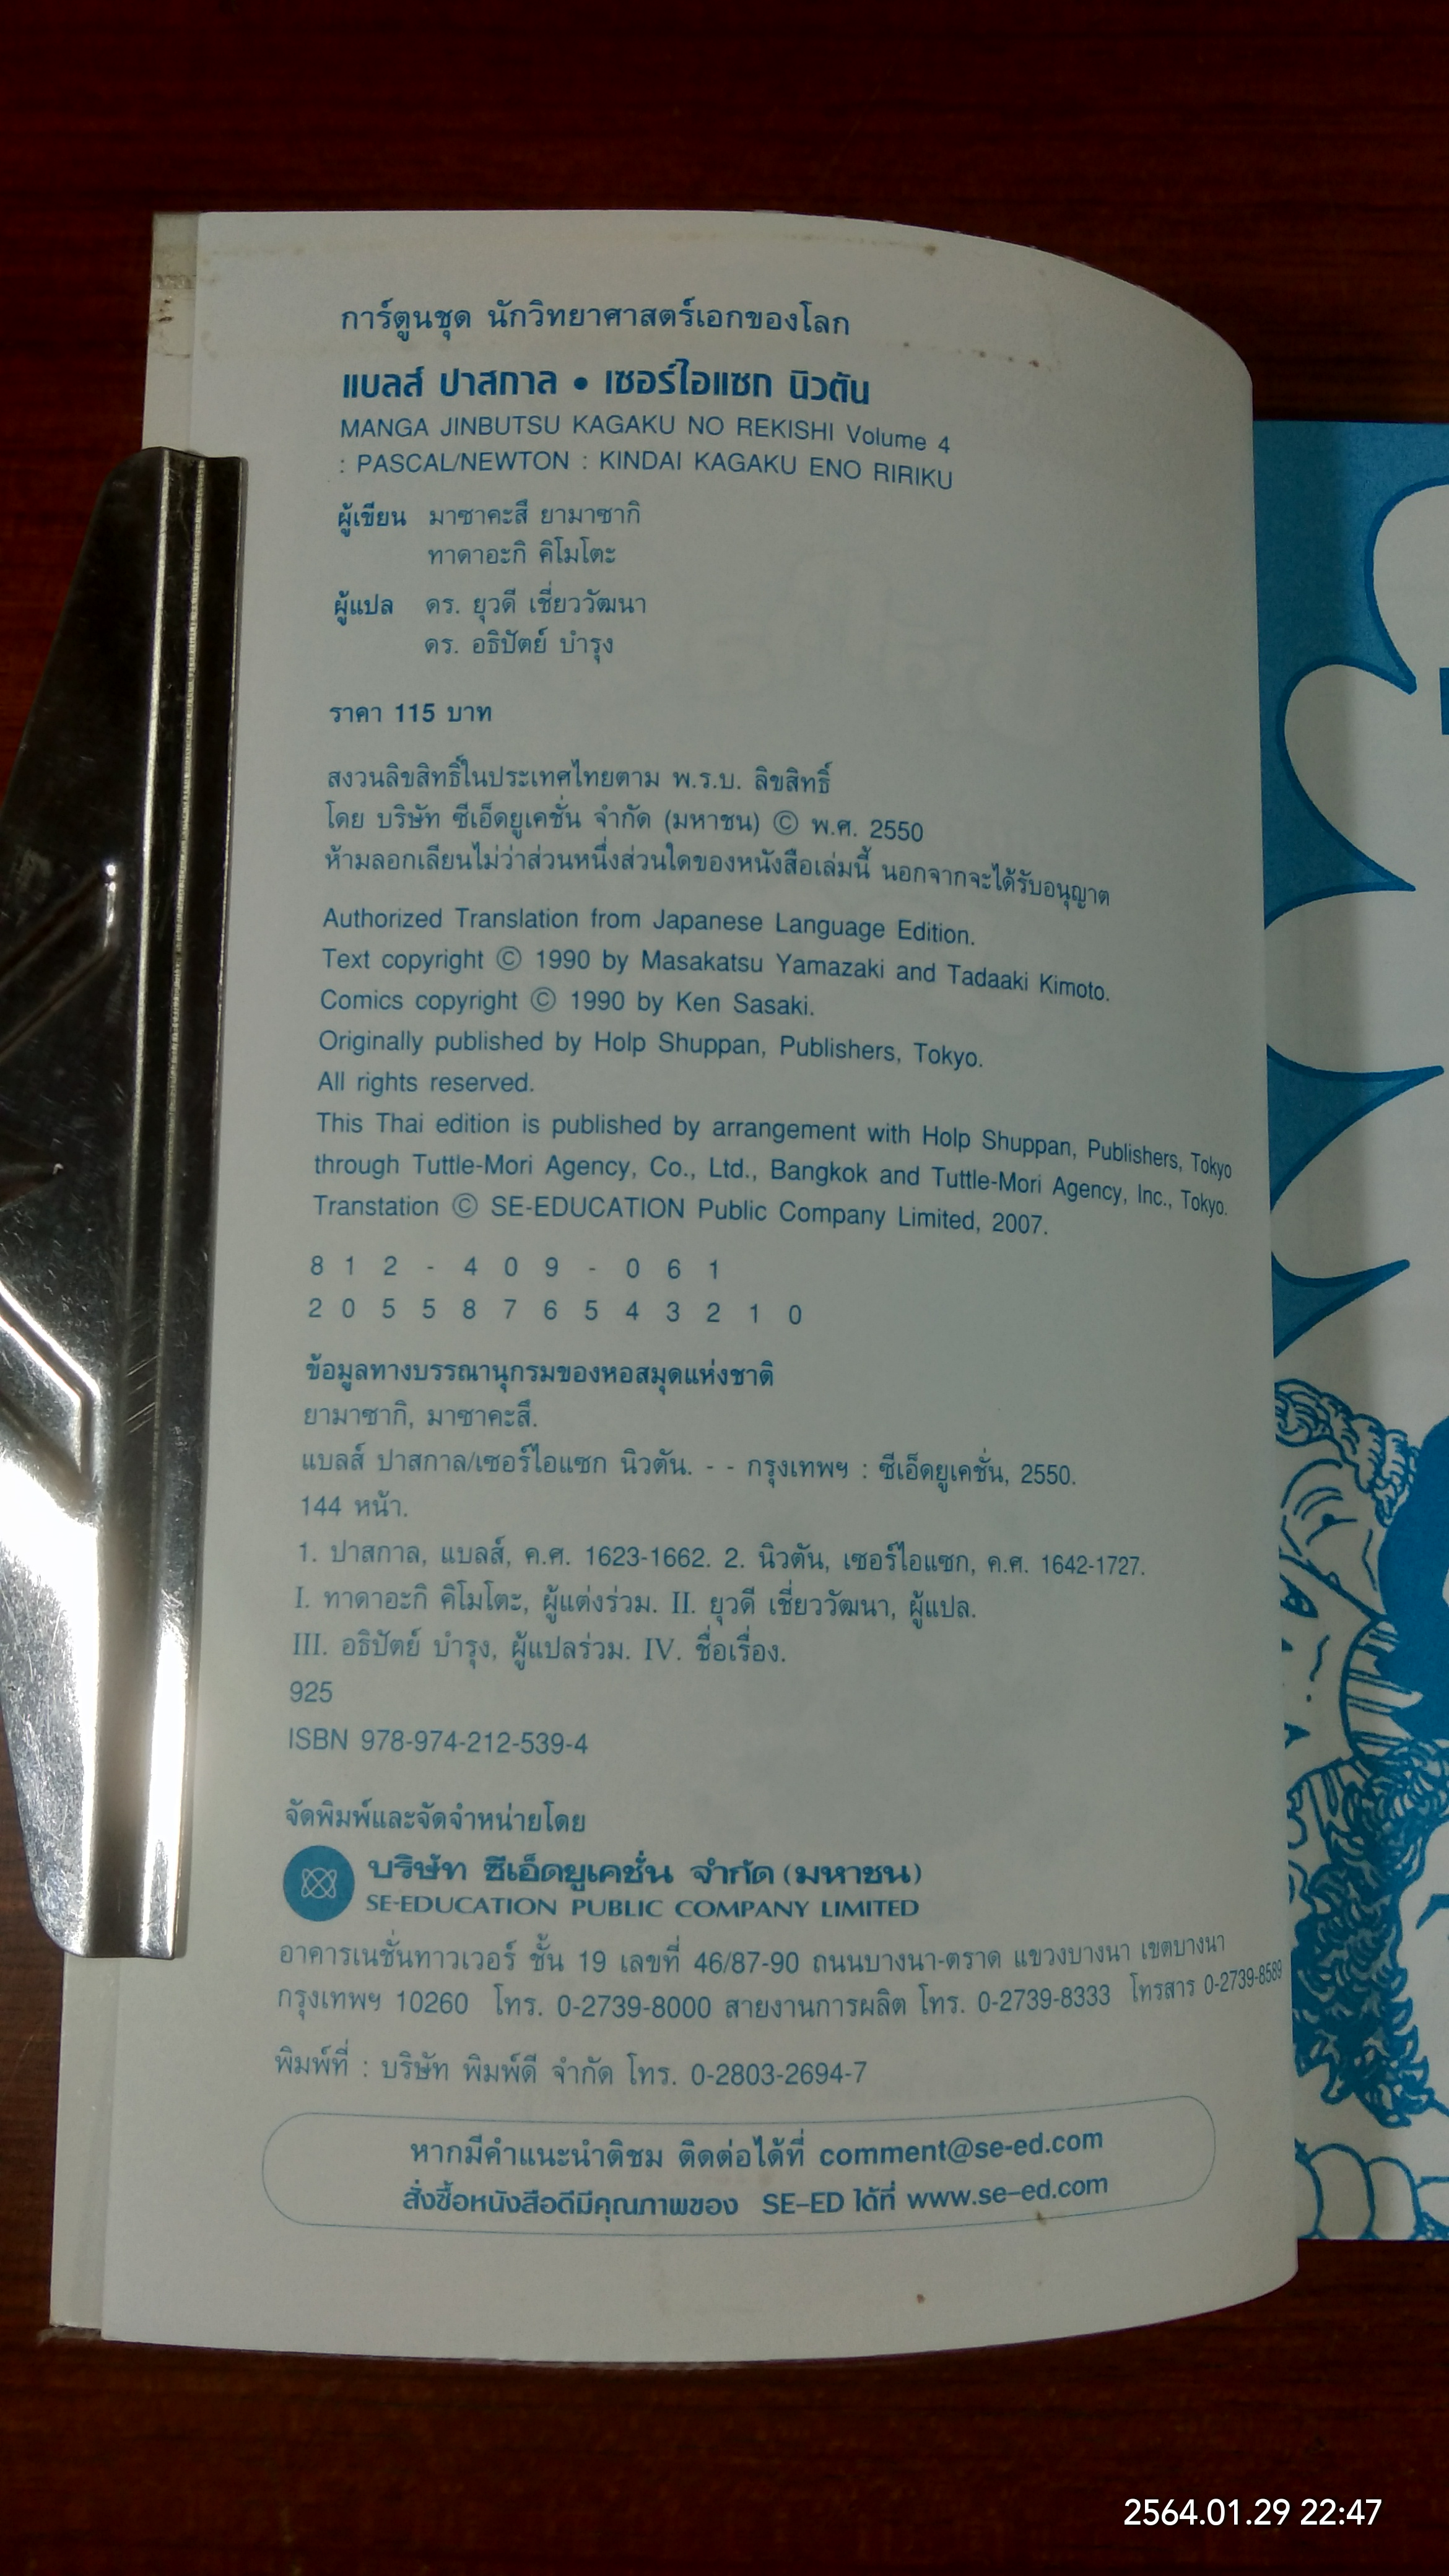 การ์ตูนชุด นักวิทยาศาสตร์เอกของโลก
แบลส์ ปาสกาล • เซอร์ไอแซก นิวตัน
MANGA JINBUTSU KAGAKU NO REKISHI Volume 4
: PASCAL/NEWTON : KINDAI KAGAKU ENO RIRIKU
ผู้เขียน มาซาคะสึ ยามาซากิ
ทาดาอะกิ คิโมโตะ
ผู้แปล ดร. ยุวดี เชี่ยววัฒนา
ดร. อธิปัตย์ บำรุง
ราคา 115 บาท
สงวนลิขสิทธิ์ในประเทศไทยตาม พ.ร.บ. ลิขสิทธิ์
โดย บริษัท ซีเอ็ดยูเคชั่น จำกัด (มหาชน) © พ.ศ. 2550
ห้ามลอกเลียนไม่ว่าส่วนหนึ่งส่วนใดของหนังสือเล่มนี้ นอกจากจะได้รับอนุญาต
Authorized Translation from Japanese Language Edition.
Text copyright © 1990 by Masakatsu Yamazaki and Tadaaki Kimoto.
Comics copyright © 1990 by Ken Sasaki.
Originally published by Holp Shuppan, Publishers, Tokyo.
All rights reserved.
This Thai edition is published by arrangement with Holp Shuppan, Publishers, Tokyo
through Tuttle-Mori Agency, Co., Ltd., Bangkok and Tuttle-Mori Agency, Inc., Tokyo.
Transtation © SE-EDUCATION Public Company Limited, 2007.
8 1 2 - 4 0 9 - 0 6 1
2 0 5 5 8 7 6 5 4 3 2 1 0
ข้อมูลทางบรรณานุกรมของหอสมุดแห่งชาติ
ยามาซากิ, มาซาคะสึ.
แบลส์ ปาสกาล/เซอร์ไอแซก นิวตัน. - - กรุงเทพฯ : ซีเอ็ดยูเคชั่น, 2550.
144 หน้า.
1. ปาสกาล, แบลส์, ค.ศ. 1623-1662. 2. นิวตัน, เซอร์ไอแซก, ค.ศ. 1642-1727.
I. ทาดาอะกิ คิโมโตะ, ผู้แต่งร่วม. II. ยุวดี เชี่ยววัฒนา, ผู้แปล.
III. อธิปัตย์ บำรุง, ผู้แปลร่วม. IV. ชื่อเรื่อง.
925
ISBN 978-974-212-539-4
จัดพิมพ์และจัดจำหน่ายโดย
บริษัท ซีเอ็ดยูเคชั่น จำกัด (มหาชน)
SE-EDUCATION PUBLIC COMPANY LIMITED
อาคารเนชั่นทาวเวอร์ ชั้น 19 เลขที่ 46/87-90 ถนนบางนา-ตราด แขวงบางนา เขตบางนา
กรุงเทพฯ 10260 โทร. 0-2739-8000 สายงานการผลิต โทร. 0-2739-8333 โทรสาร 0-2739-8589
พิมพ์ที่ : บริษัท พิมพ์ดี จำกัด โทร. 0-2803-2694-7
หากมีคำแนะนำติชม ติดต่อได้ที่ comment@se-ed.com
สั่งซื้อหนังสือดีมีคุณภาพของ SE-ED ได้ที่ www.se-ed.com
2564.01.29 22:47